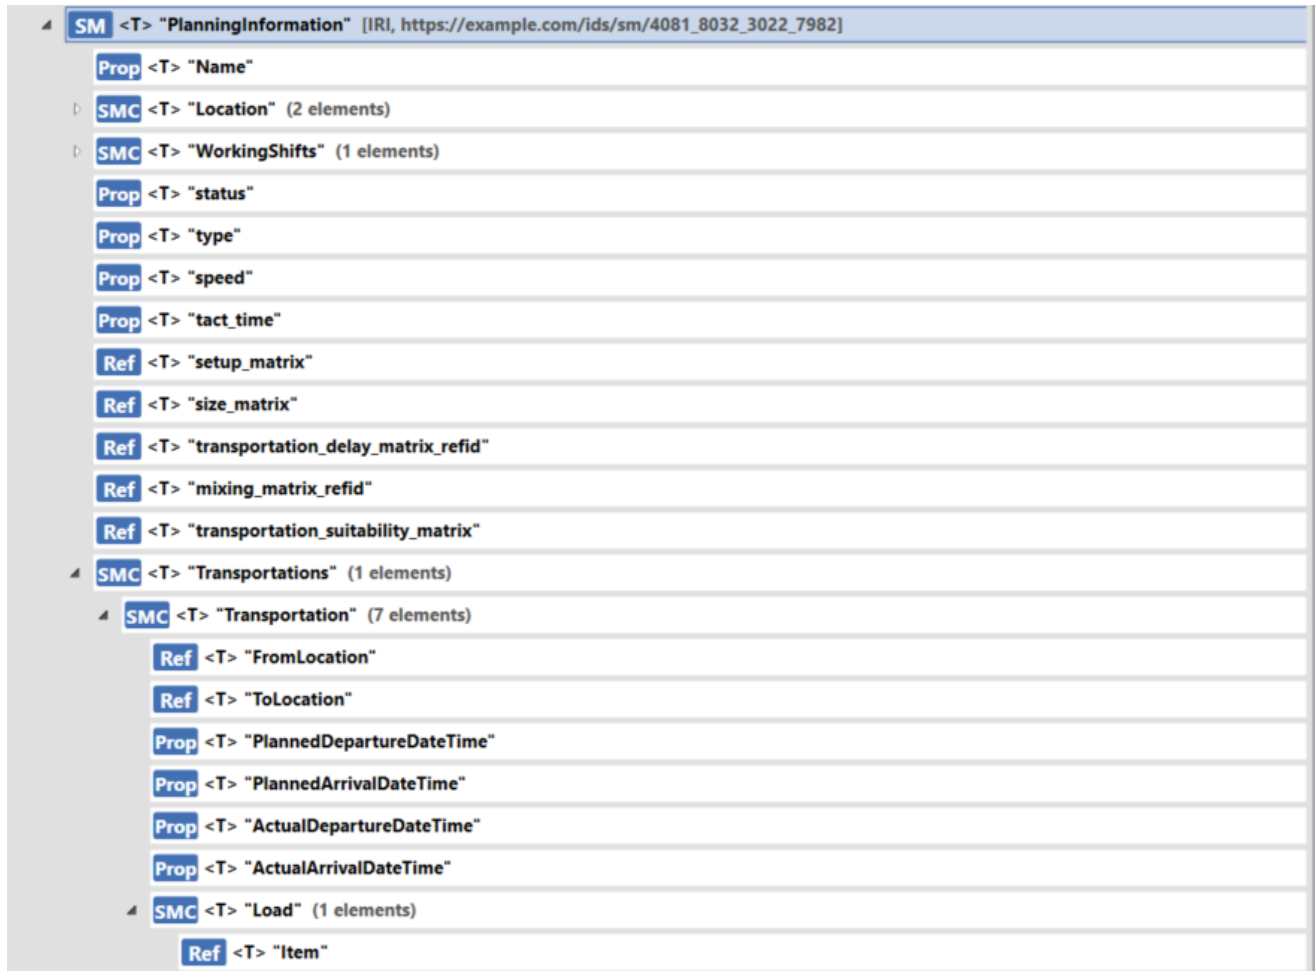 SM <T> "PlanningInformation" [IRI, https://example.com/ids/sm/4081_8032_3022_7982]
Prop <T> "Name"
SMC <T> "Location" (2 elements)
SMC <T> "WorkingShifts" (1 elements)
Prop <T> "status"
Prop <T> "type"
Prop <T> "speed"
Prop <T> "tact_time"
Ref <T> "setup_matrix"
Ref <T> "size_matrix"
Ref <T> "transportation_delay_matrix_refid"
Ref <T> "mixing_matrix_refid"
Ref <T> "transportation_suitability_matrix"
SMC <T> "Transportations" (1 elements)
SMC <T> "Transportation" (7 elements)
Ref <T> "FromLocation"
Ref <T> "ToLocation"
Prop <T> "PlannedDepartureDateTime"
Prop <T> "PlannedArrivalDateTime"
Prop <T> "ActualDepartureDateTime"
Prop <T> "ActualArrivalDateTime"
SMC <T> "Load" (1 elements)
Ref <T> "Item"